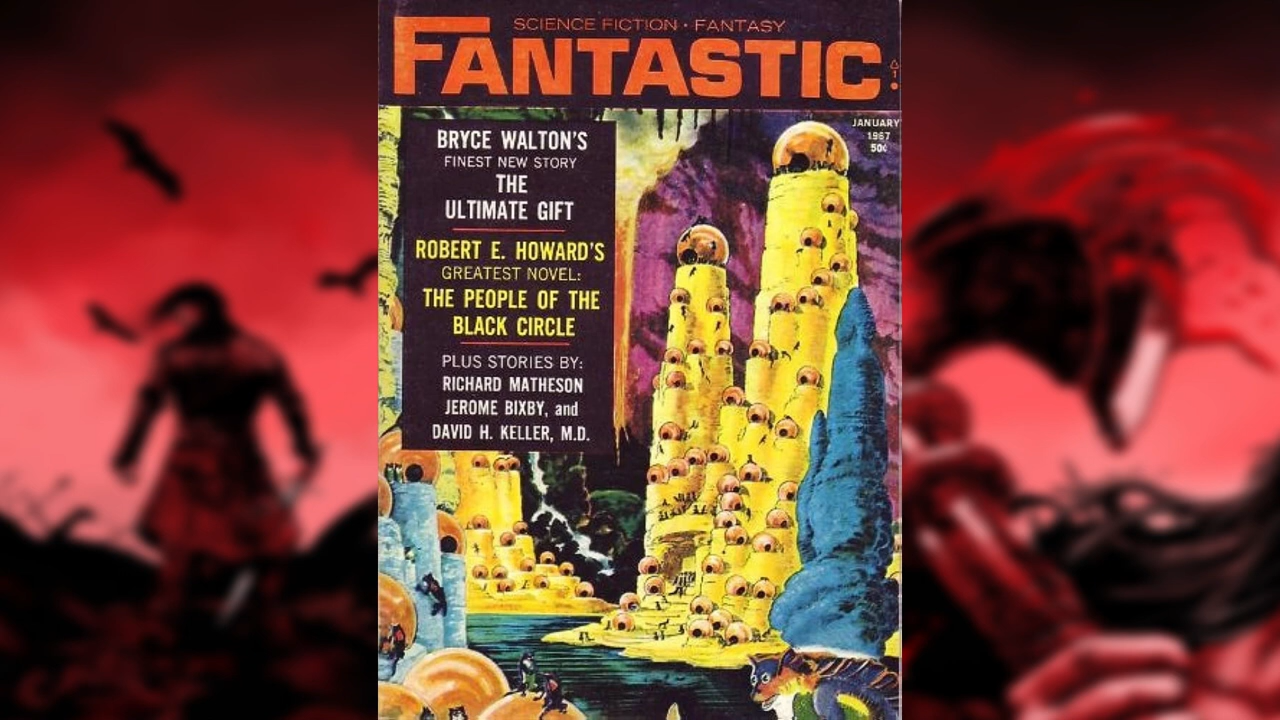 SCIENCE FICTION · FANTASY
FANTASTIC
JANUARY
1967
50¢
BRYCE WALTON'S
FINEST NEW STORY
THE
ULTIMATE GIFT
ROBERT E. HOWARD'S
GREATEST NOVEL:
THE PEOPLE OF THE
BLACK CIRCLE
PLUS STORIES BY:
RICHARD MATHESON
JEROME BIXBY, and
DAVID H. KELLER, M.D.